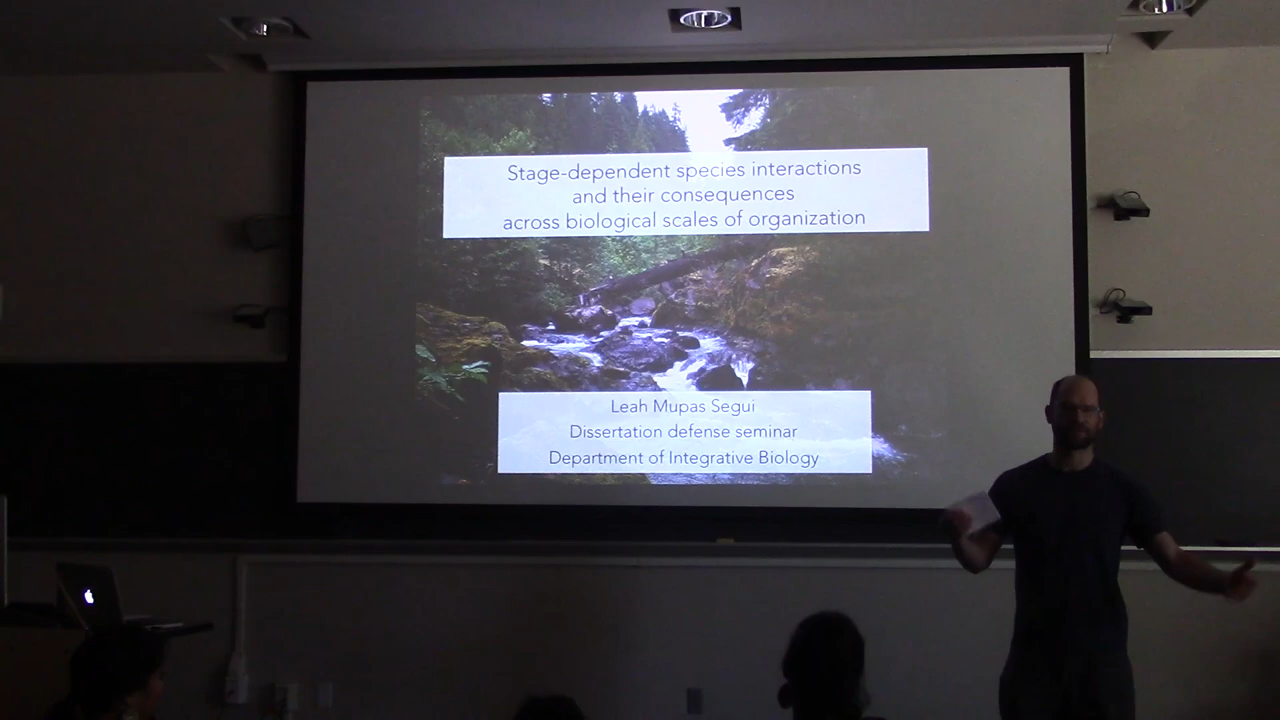 Stage-dependent species interactions
and their consequences
across biological scales of organization
Leah Mupas Segui
Dissertation defense seminar
Department of Integrative Biology